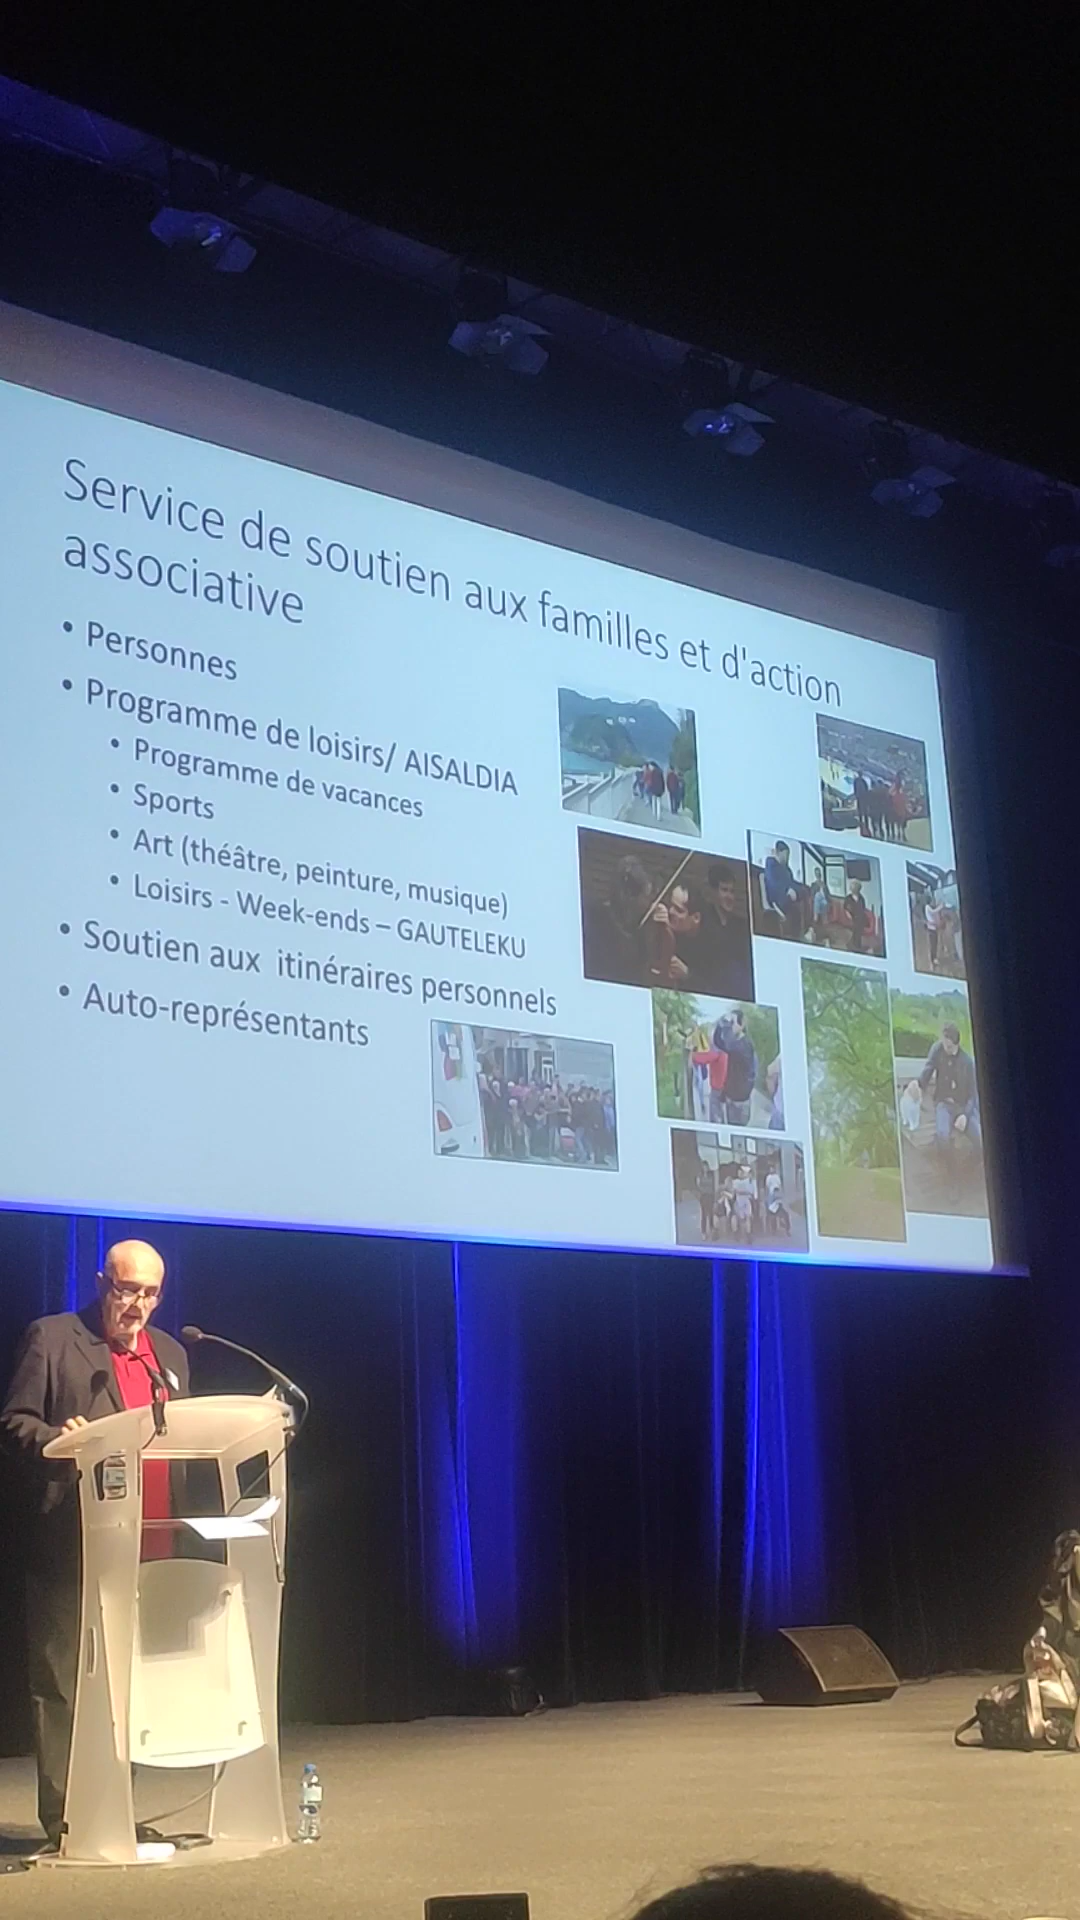 Service de soutien aux familles et d'action
associative
• Personnes
• Programme de loisirs/ AISALDIA
• Programme de vacances
• Sports
• Art (théâtre, peinture, musique)
• Loisirs - Week-ends – GAUTELEKU
• Soutien aux itinéraires personnels
• Auto-représentants